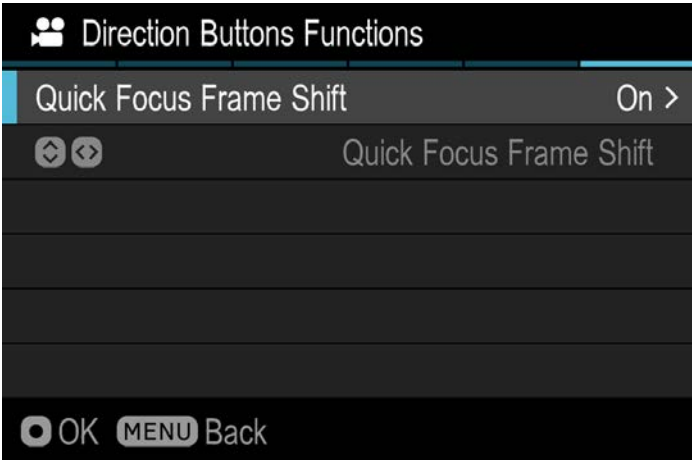 Direction Buttons Functions
Quick Focus Frame Shift On >
Quick Focus Frame Shift
OK MENU Back